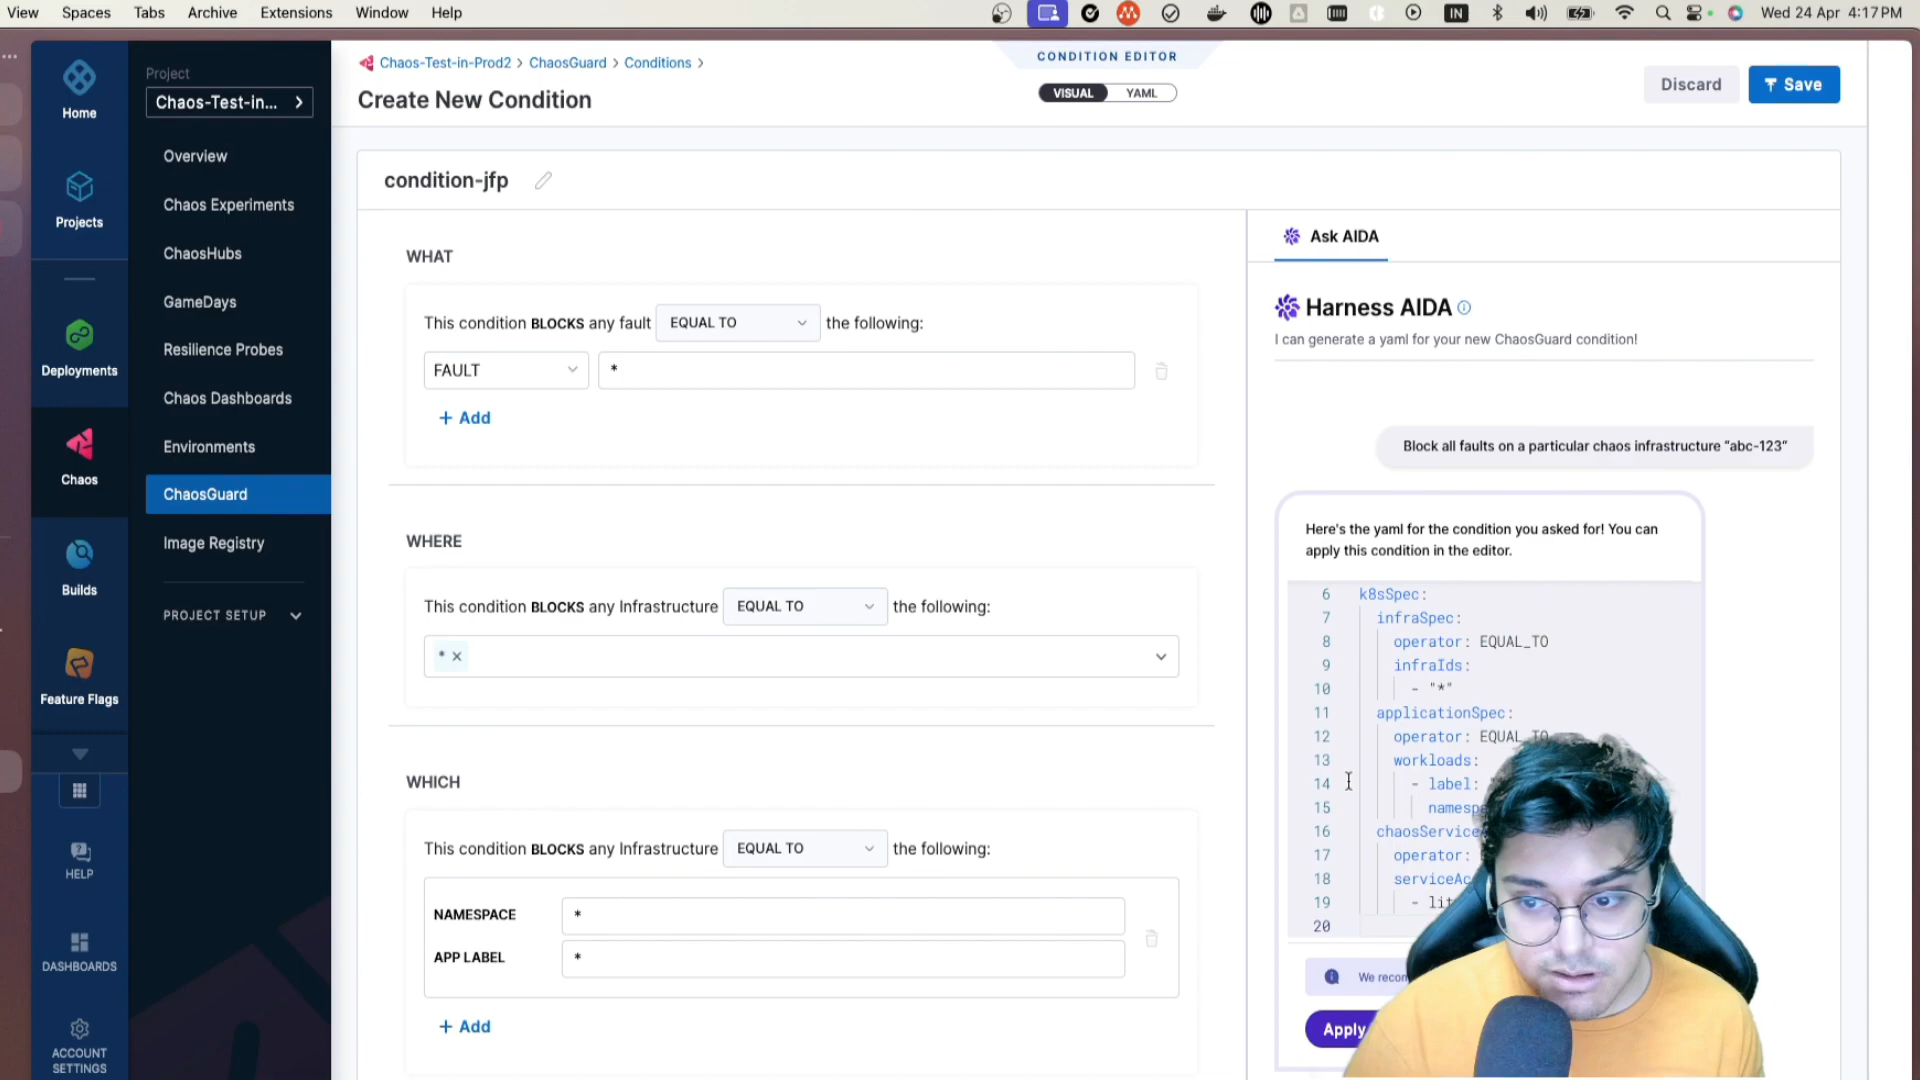 View Spaces Tabs Archive Extensions Window Help
IN
Wed 24 Apr 4:17 PM
Home
Projects
Deployments
Chaos
Builds
Feature Flags
HELP
DASHBOARDS
ACCOUNT
SETTINGS
Project
Chaos-Test-in...
Overview
Chaos Experiments
ChaosHubs
GameDays
Resilience Probes
Chaos Dashboards
Environments
ChaosGuard
Image Registry
PROJECT SETUP
Chaos-Test-in-Prod2 > ChaosGuard > Conditions >
Create New Condition
CONDITION EDITOR
VISUAL YAML
Discard
Save
condition-jfp
WHAT
This condition BLOCKS any fault EQUAL TO the following:
FAULT *
+ Add
WHERE
This condition BLOCKS any Infrastructure EQUAL TO the following:
* ×
WHICH
This condition BLOCKS any Infrastructure EQUAL TO the following:
NAMESPACE *
APP LABEL *
+ Add
Ask AIDA
Harness AIDA
I can generate a yaml for your new ChaosGuard condition!
Block all faults on a particular chaos infrastructure “abc-123“
Here's the yaml for the condition you asked for! You can
apply this condition in the editor.
6 k8sSpec:
7 infraSpec:
8 operator: EQUAL_TO
9 infraIds:
10 - "*"
11 applicationSpec:
12 operator: EQUAL_TO
13 workloads:
14 - label:
15 namesp
16 chaosService
17 operator:
18 serviceAc
19 - lit
20
We recom
Apply